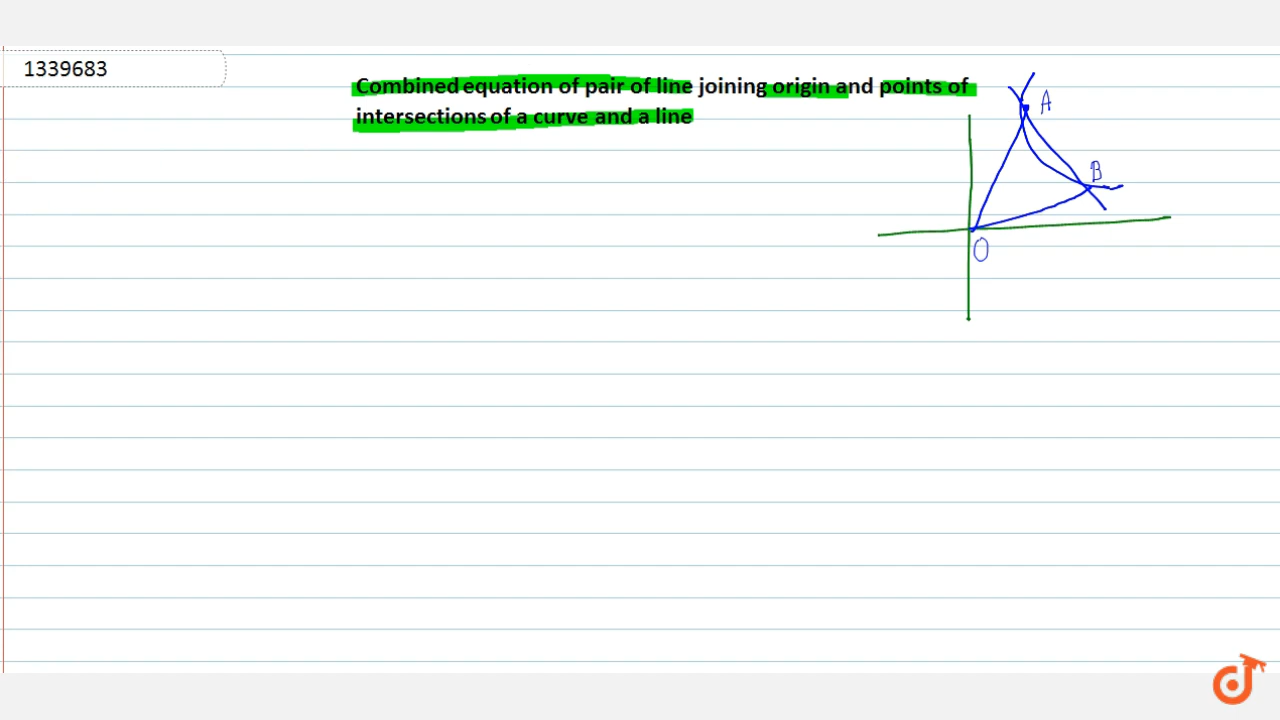 1339683
Combined equation of pair of line joining origin and points of
intersections of a curve and a line
A
B
O